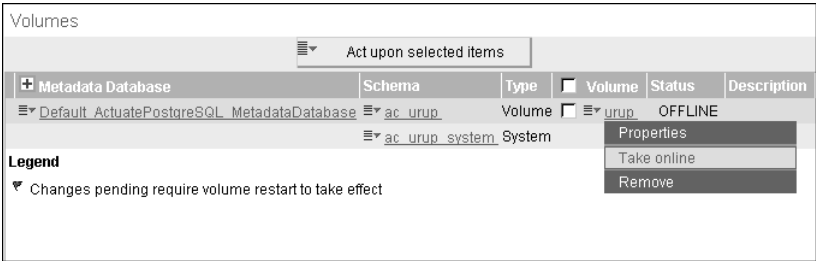 Volumes
Act upon selected items
Metadata Database Schema Type Volume Status Description
Default_ActuatePostgreSQL_MetadataDatabase ac_urup Volume urup OFFLINE
ac_urup_system System
Properties
Take online
Remove
Legend
Changes pending require volume restart to take effect